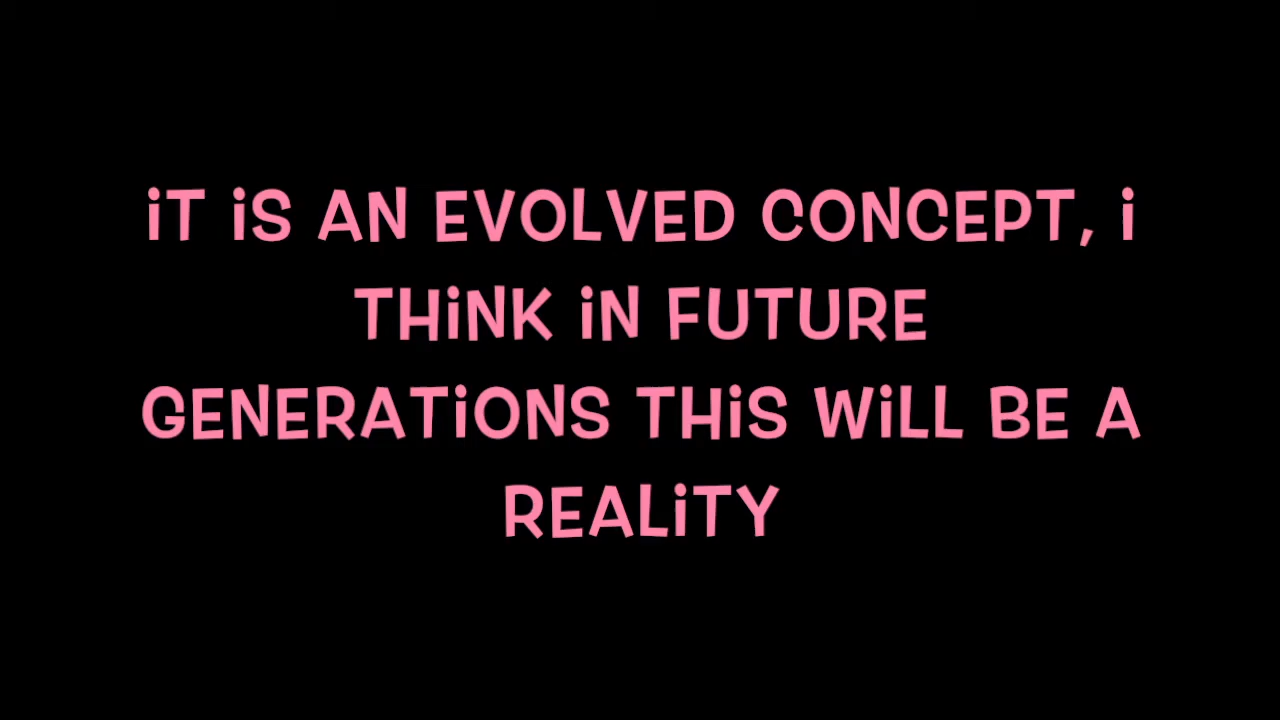 iT iS AN EVOLVED CONCEPT, i
THiNK iN FUTURE
GENERATiONS THiS WiLL BE A
REALiTY